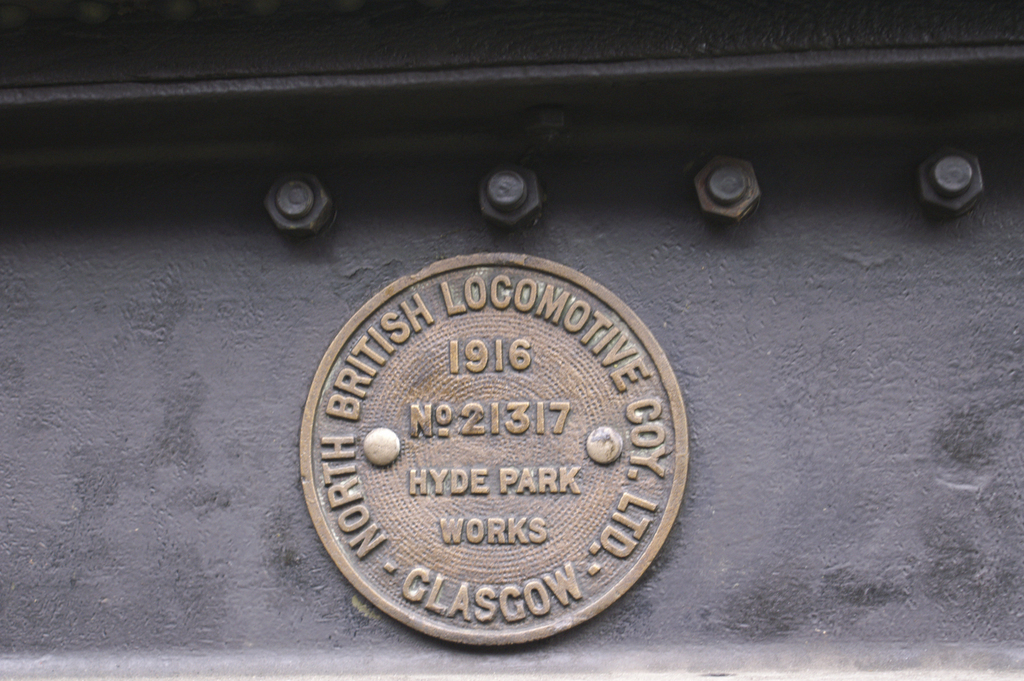 NORTH BRITISH LOCOMOTIVE COY. LTD.
1916
No. 21317
HYDE PARK
WORKS
- GLASGOW -